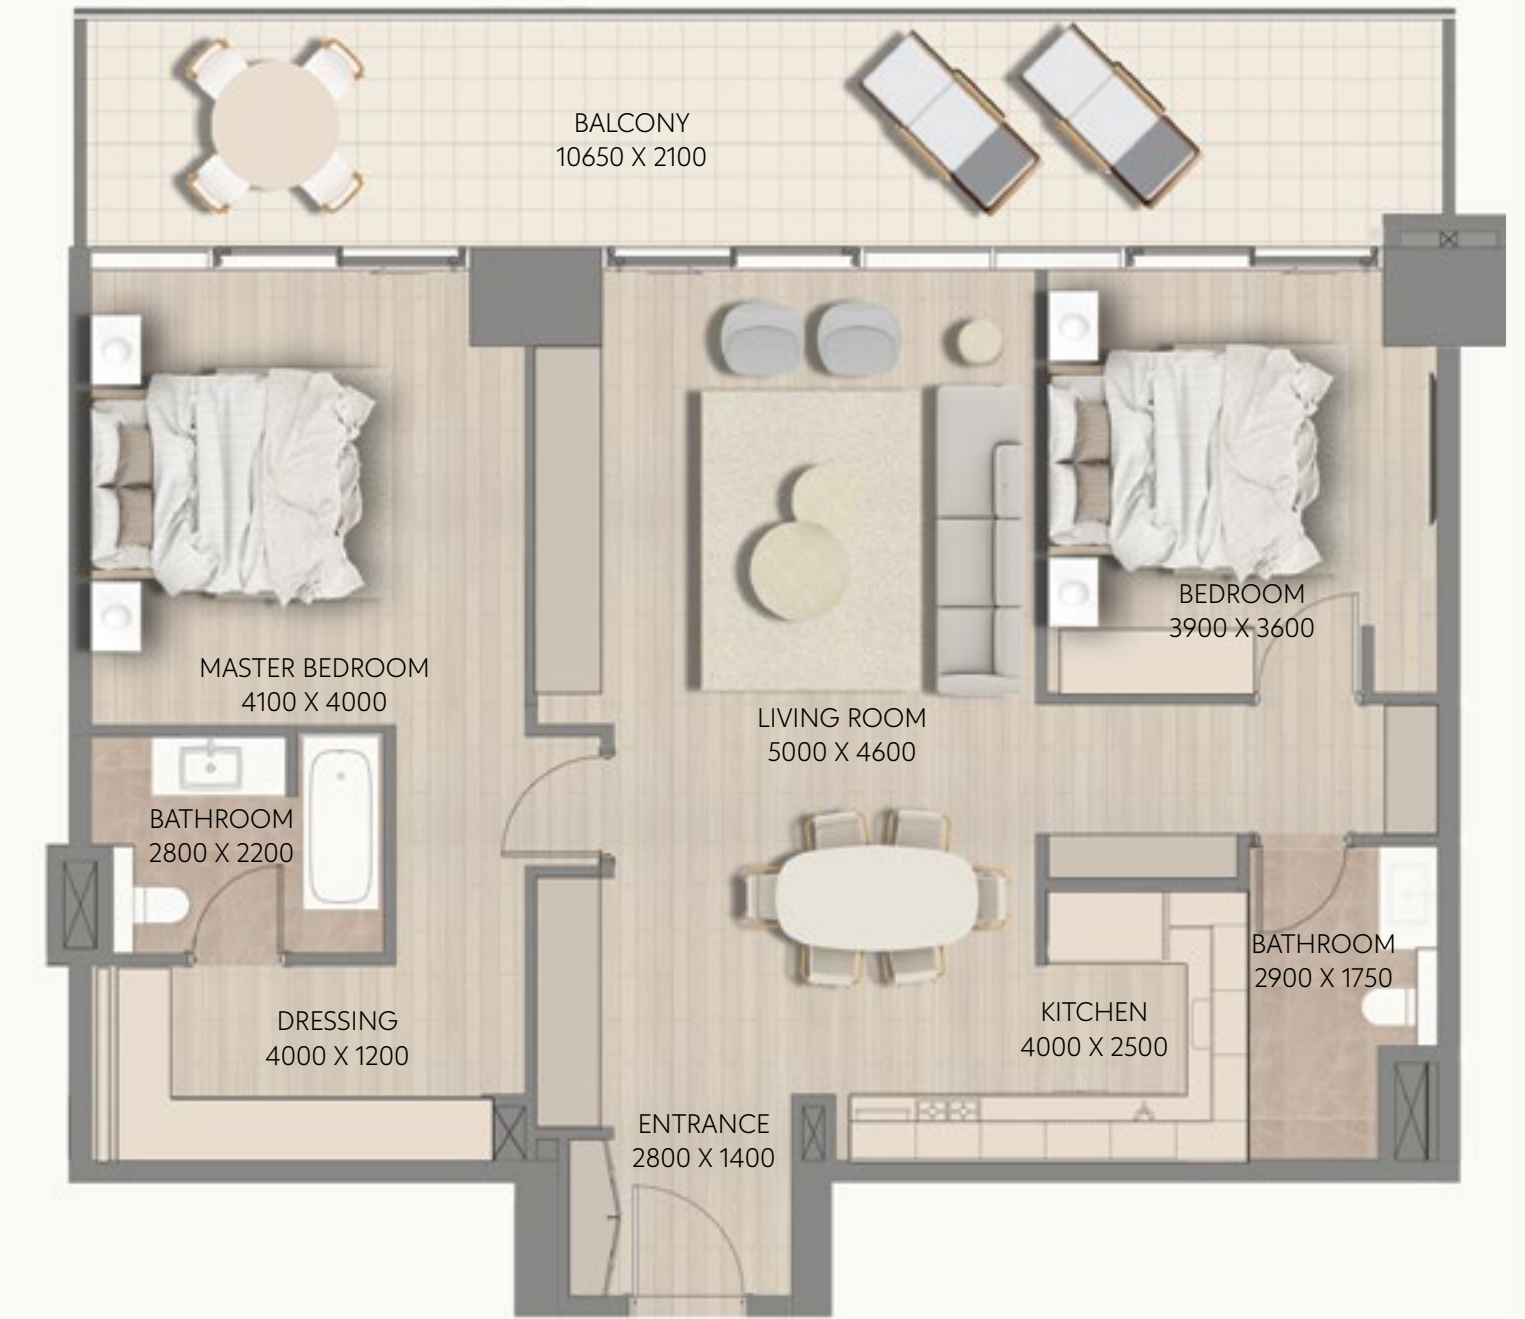 BALCONY
10650 X 2100
BEDROOM
3900 X 3600
MASTER BEDROOM
4100 X 4000
LIVING ROOM
5000 X 4600
BATHROOM
2800 X 2200
BATHROOM
2900 X 1750
KITCHEN
4000 X 2500
DRESSING
4000 X 1200
ENTRANCE
2800 X 1400